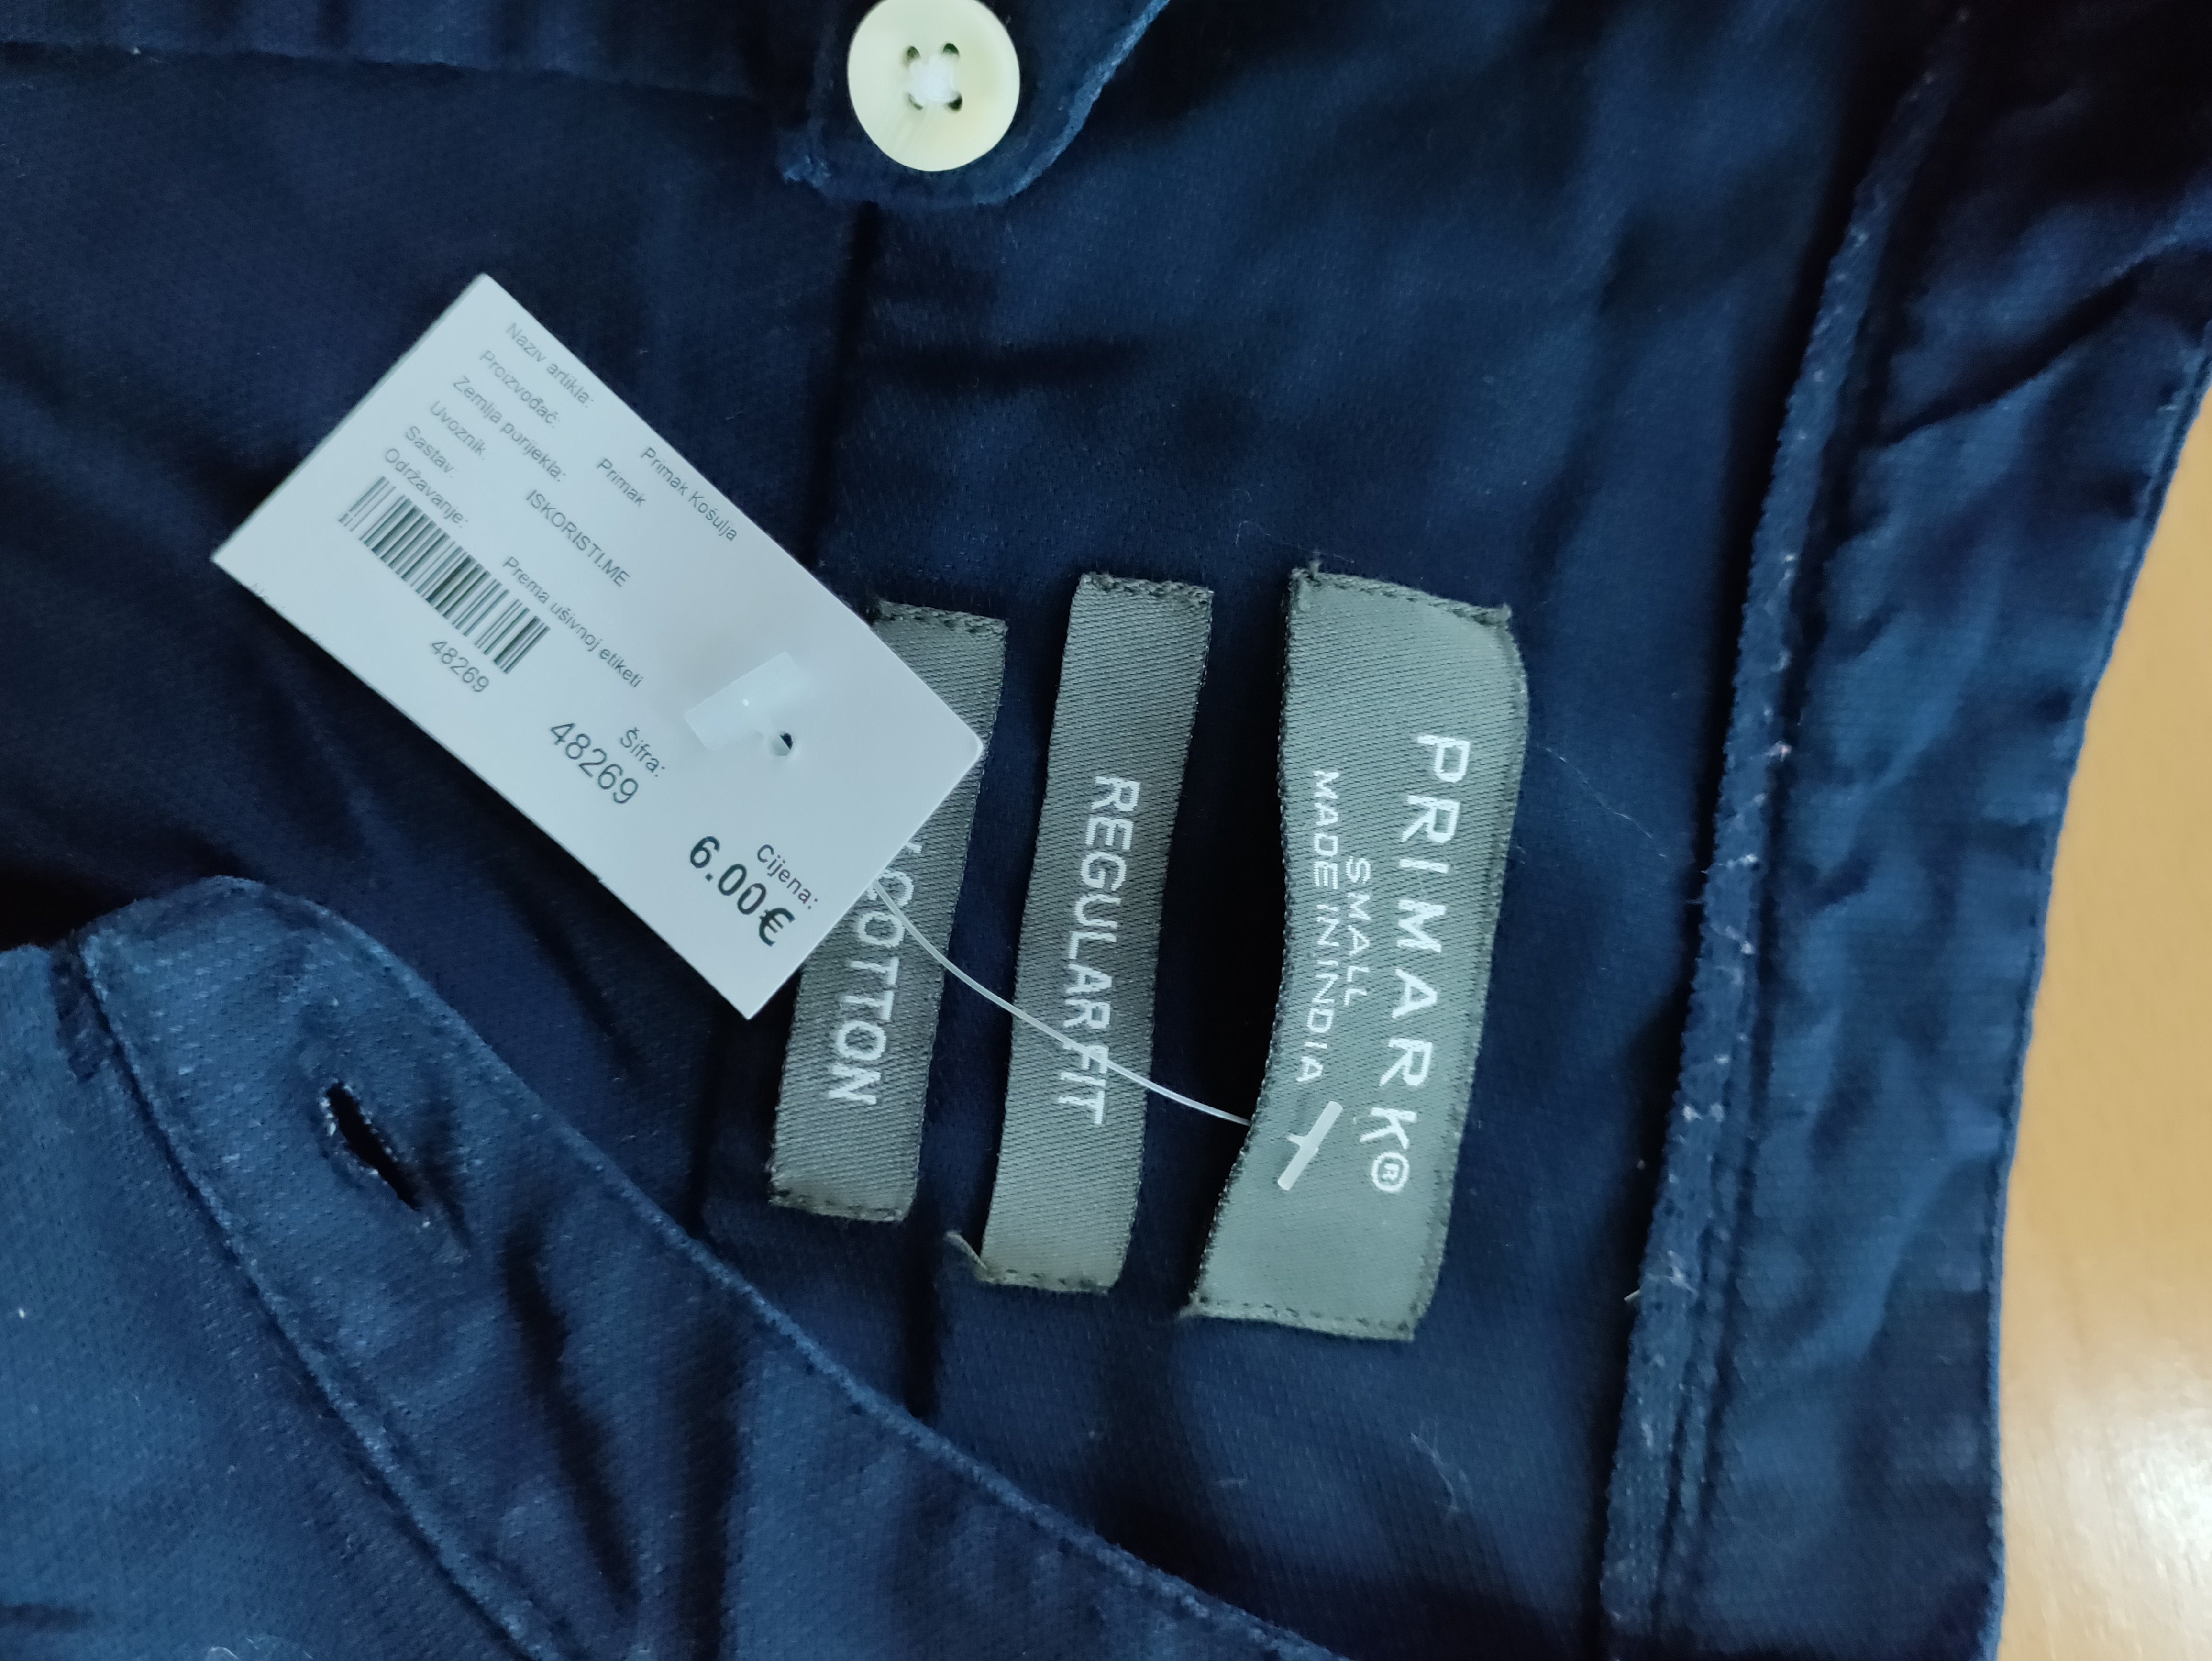 Naziv artikla: Primak Košulja
Proizvođač: Primak
Zemlja porijekla:
Uvoznik: ISKORISTI.ME
Sastav:
Održavanje: Prema ušivnoj etiketi
48269
Šifra:
48269
Cijena:
6.00€
COTTON
REGULAR FIT
PRIMARK®
SMALL
MADE IN INDIA